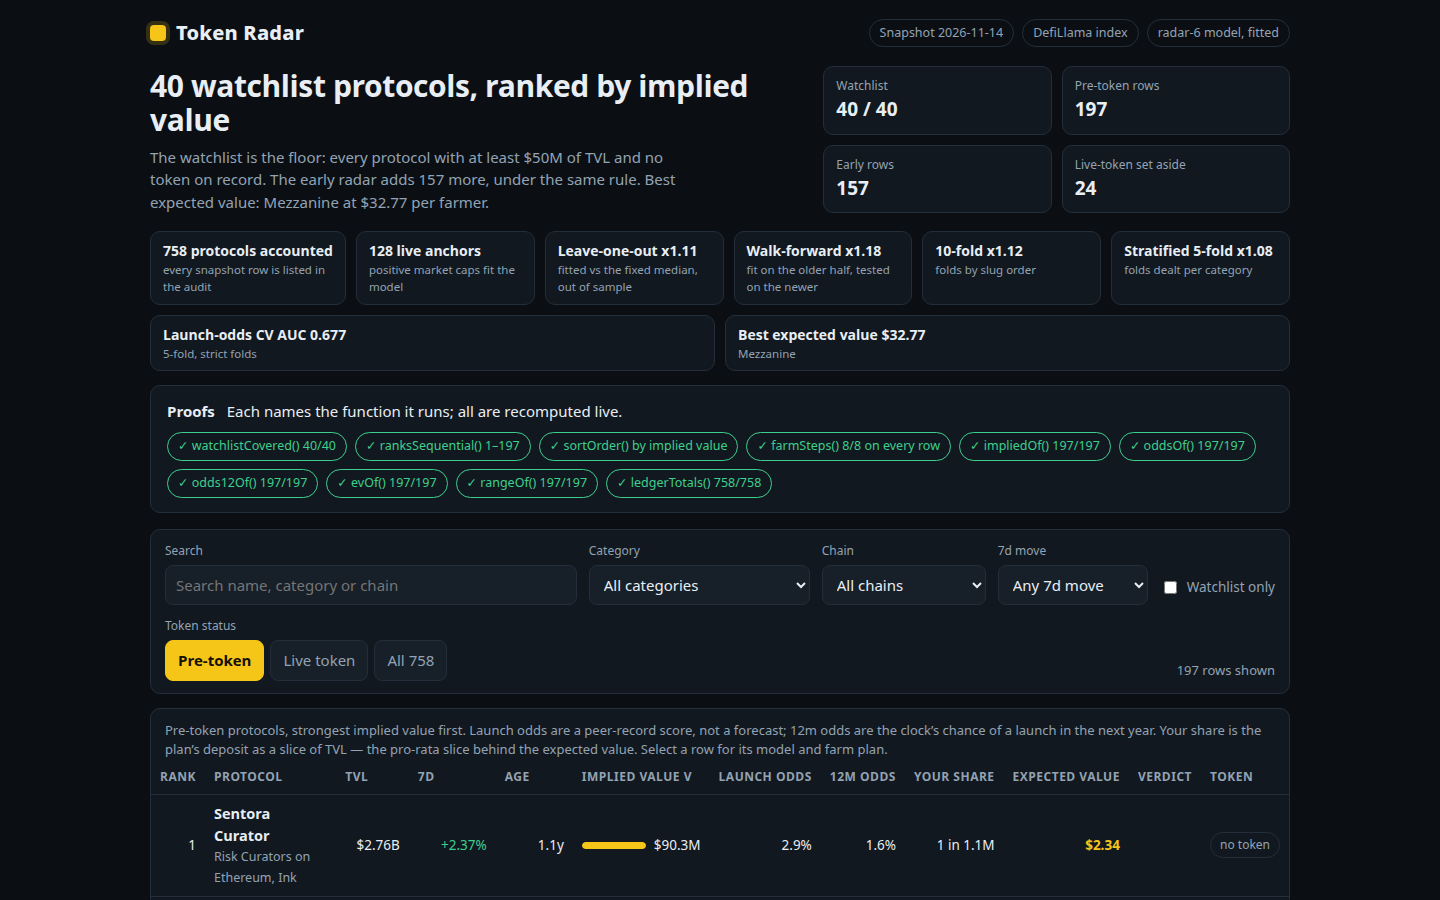 Token Radar
Snapshot 2026-11-14
DefiLlama index
radar-6 model, fitted
40 watchlist protocols, ranked by implied
value
The watchlist is the floor: every protocol with at least $50M of TVL and no
token on record. The early radar adds 157 more, under the same rule. Best
expected value: Mezzanine at $32.77 per farmer.
Watchlist
40 / 40
Pre-token rows
197
Early rows
157
Live-token set aside
24
758 protocols accounted
every snapshot row is listed in
the audit
128 live anchors
positive market caps fit the
model
Leave-one-out x1.11
fitted vs the fixed median,
out of sample
Walk-forward x1.18
fit on the older half, tested
on the newer
10-fold x1.12
folds by slug order
Stratified 5-fold x1.08
folds dealt per category
Launch-odds CV AUC 0.677
5-fold, strict folds
Best expected value $32.77
Mezzanine
Proofs Each names the function it runs; all are recomputed live.
✓ watchlistCovered() 40/40
✓ ranksSequential() 1–197
✓ sortOrder() by implied value
✓ farmSteps() 8/8 on every row
✓ impliedOf() 197/197
✓ oddsOf() 197/197
✓ odds12Of() 197/197
✓ evOf() 197/197
✓ rangeOf() 197/197
✓ ledgerTotals() 758/758
Search
Category
Chain
7d move
Search name, category or chain
All categories
All chains
Any 7d move
Watchlist only
Token status
Pre-token
Live token
All 758
197 rows shown
Pre-token protocols, strongest implied value first. Launch odds are a peer-record score, not a forecast; 12m odds are the clock's chance of a launch in the next year. Your share is the
plan's deposit as a slice of TVL — the pro-rata slice behind the expected value. Select a row for its model and farm plan.
RANK PROTOCOL TVL 7D AGE IMPLIED VALUE V LAUNCH ODDS 12M ODDS YOUR SHARE EXPECTED VALUE VERDICT TOKEN
Sentora
Curator
Risk Curators on
Ethereum, Ink
1 $2.76B +2.37% 1.1y $90.3M 2.9% 1.6% 1 in 1.1M $2.34 no token